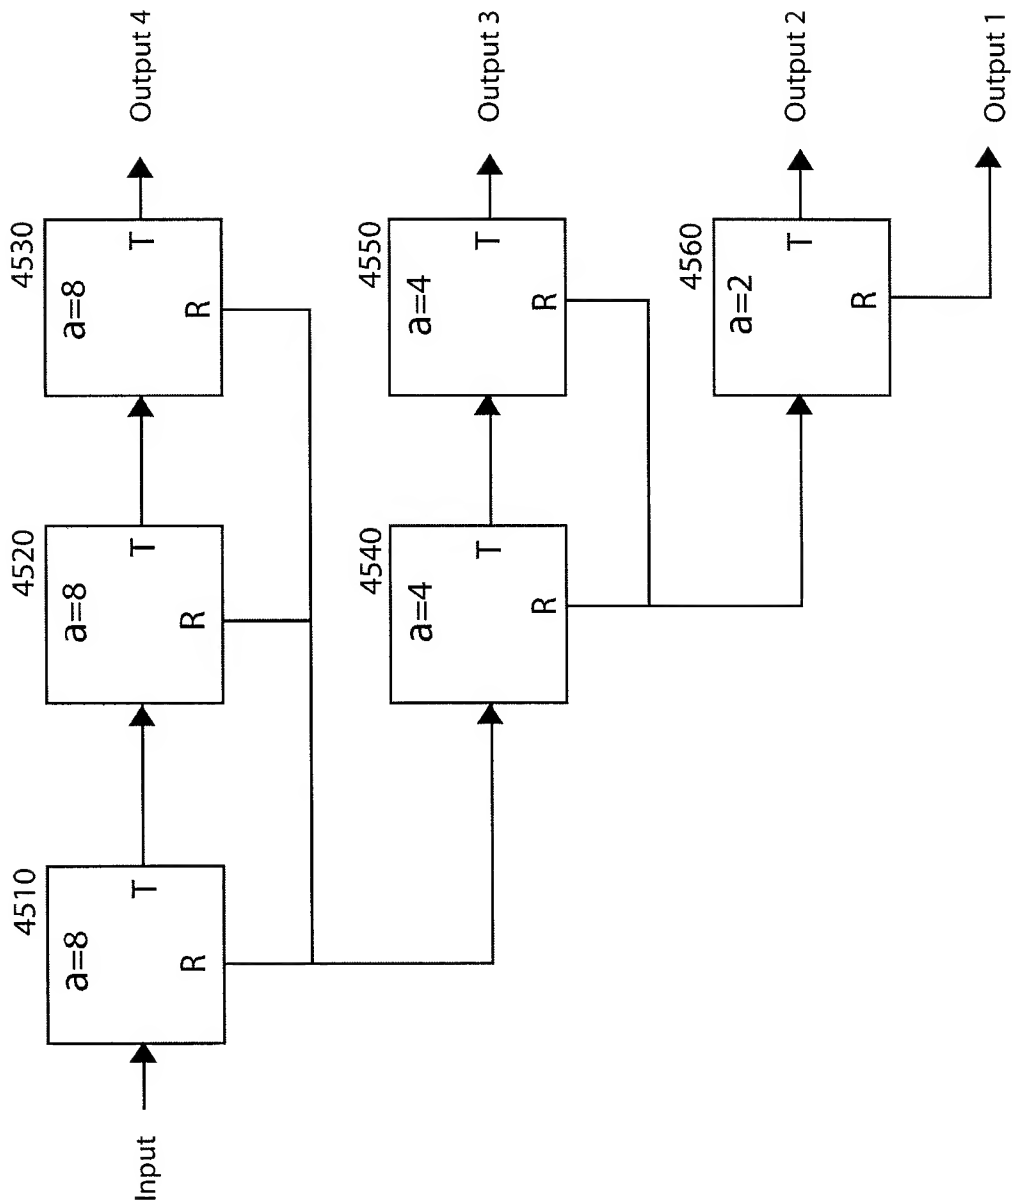 Input
4510
a=8
T
R
4520
a=8
T
R
4530
a=8
T
R
Output 4
4540
a=4
T
R
4550
a=4
T
R
Output 3
4560
a=2
T
R
Output 2
Output 1